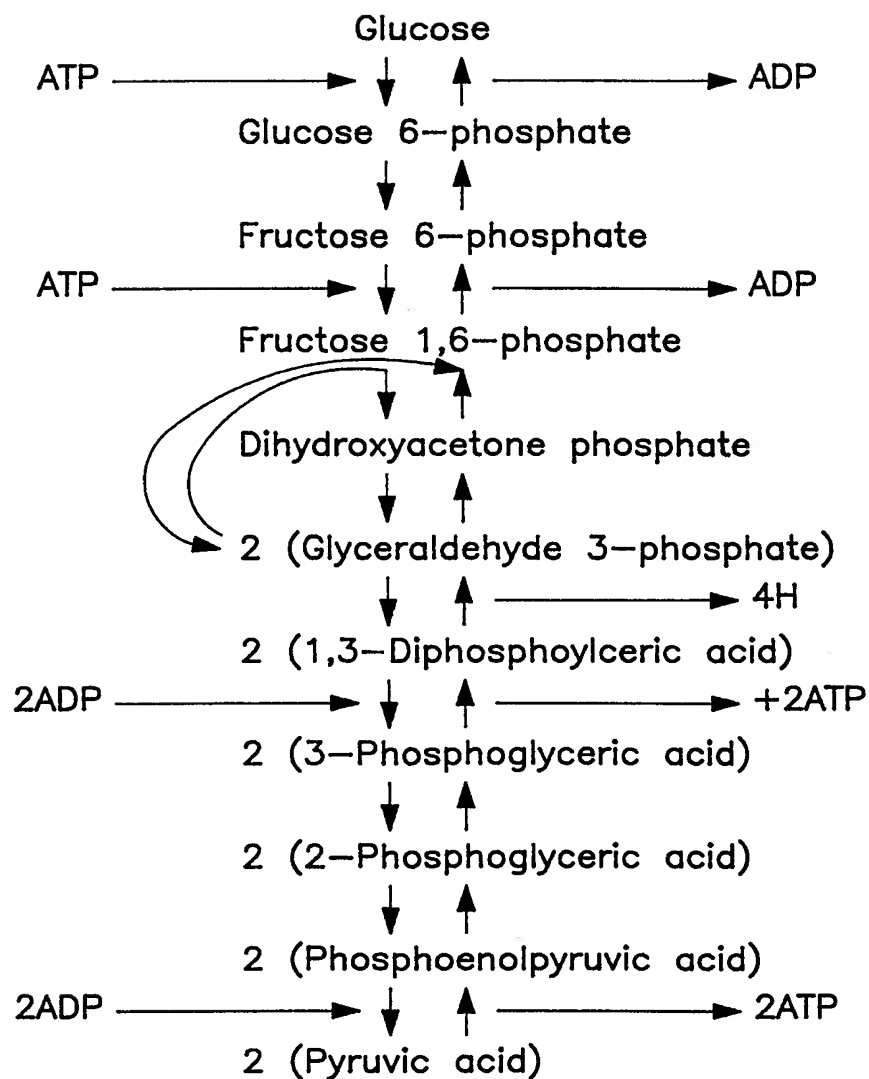 Glucose
ATP ADP
Glucose 6-phosphate
Fructose 6-phosphate
ATP ADP
Fructose 1,6-phosphate
Dihydroxyacetone phosphate
2 (Glyceraldehyde 3-phosphate)
4H
2 (1,3-Diphosphoylceric acid)
2ADP +2ATP
2 (3-Phosphoglyceric acid)
2 (2-Phosphoglyceric acid)
2 (Phosphoenolpyruvic acid)
2ADP 2ATP
2 (Pyruvic acid)